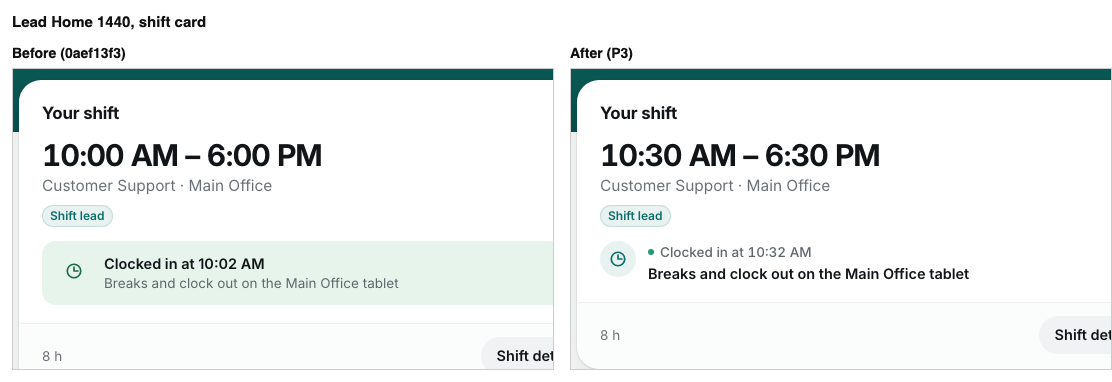 Lead Home 1440, shift card
Before (0aef13f3)
Your shift
10:00 AM – 6:00 PM
Customer Support · Main Office
Shift lead
Clocked in at 10:02 AM
Breaks and clock out on the Main Office tablet
8 h
Shift det
After (P3)
Your shift
10:30 AM – 6:30 PM
Customer Support · Main Office
Shift lead
Clocked in at 10:32 AM
Breaks and clock out on the Main Office tablet
8 h
Shift det